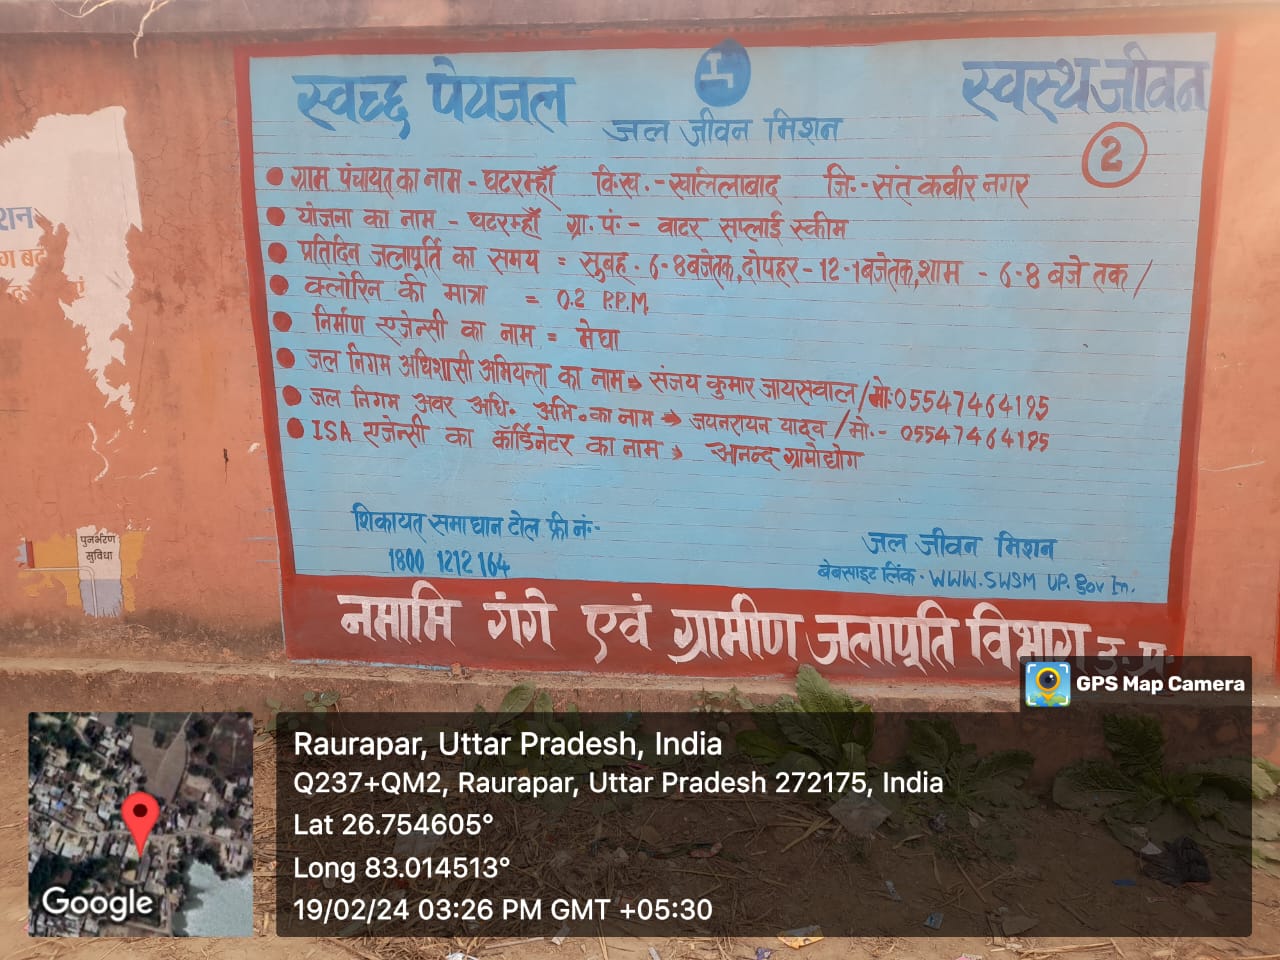 स्वच्छ पेयजल
स्वस्थ जीवन
जल जीवन मिशन
2
● ग्राम पंचायत का नाम - घटरम्हाँ वि.ख. - खलिलाबाद जि.- संत कबीर नगर
● योजना का नाम - घटरम्हाँ ग्रा. पं. - वाटर सप्लाई स्कीम
● प्रतिदिन जलापूर्ति का समय = सुबह - 6-8 बजे तक, दोपहर - 12-1 बजे तक, शाम - 6-8 बजे तक /
● क्लोरिन की मात्रा = 0.2 P.P.M.
● निर्माण एजेन्सी का नाम = मेघा
● जल निगम अधिशासी अभियन्ता का नाम → संजय कुमार जायसवाल / मो: 05547464195
● जल निगम अवर अधि. अभि. का नाम → जयनरायन यादव / मो. - 05547464195
● ISA एजेन्सी का कॉर्डिनेटर का नाम → आनन्द ग्रामोद्योग
शिकायत समाधान टोल फ्री नं:-
1800 1212 164
जल जीवन मिशन
बेबसाइट लिंक - WWW.SWSM UP. gov In.
नमामि गंगे एवं ग्रामीण जलापूर्ति विभाग उ.प्र.
शन
ग बट
पुनर्भरण
सुविधा
GPS Map Camera
Raurapar, Uttar Pradesh, India
Q237+QM2, Raurapar, Uttar Pradesh 272175, India
Lat 26.754605°
Long 83.014513°
19/02/24 03:26 PM GMT +05:30
Google